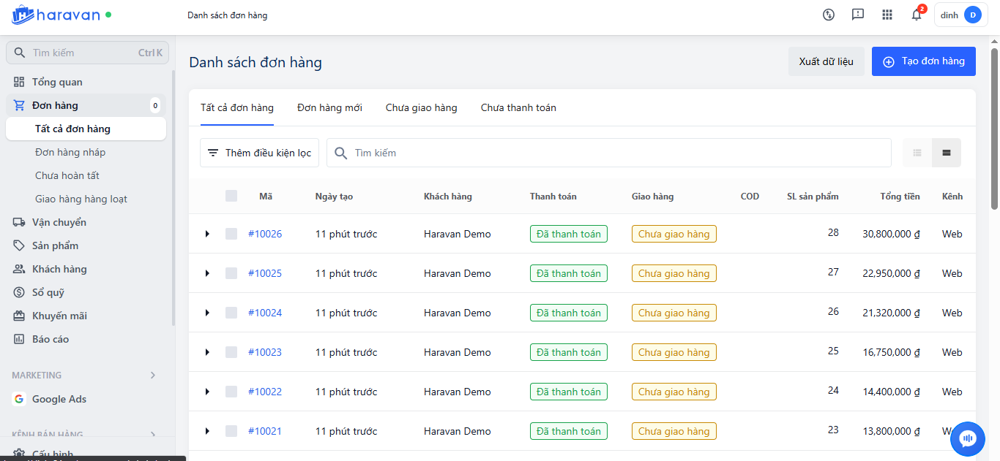 haravan
Danh sách đơn hàng
2
dinh
D
Tìm kiếm
Ctrl K
Tổng quan
Đơn hàng
0
Tất cả đơn hàng
Đơn hàng nháp
Chưa hoàn tất
Giao hàng hàng loạt
Vận chuyển
Sản phẩm
Khách hàng
Sổ quỹ
Khuyến mãi
Báo cáo
MARKETING
Google Ads
KÊNH BÁN HÀNG
Cấu hình
Danh sách đơn hàng
Xuất dữ liệu
Tạo đơn hàng
Tất cả đơn hàng Đơn hàng mới Chưa giao hàng Chưa thanh toán
Thêm điều kiện lọc
Tìm kiếm
Mã Ngày tạo Khách hàng Thanh toán Giao hàng COD SL sản phẩm Tổng tiền Kênh
#10026 11 phút trước Haravan Demo Đã thanh toán Chưa giao hàng 28 30,800,000 ₫ Web
#10025 11 phút trước Haravan Demo Đã thanh toán Chưa giao hàng 27 22,950,000 ₫ Web
#10024 11 phút trước Haravan Demo Đã thanh toán Chưa giao hàng 26 21,320,000 ₫ Web
#10023 11 phút trước Haravan Demo Đã thanh toán Chưa giao hàng 25 16,750,000 ₫ Web
#10022 11 phút trước Haravan Demo Đã thanh toán Chưa giao hàng 24 14,400,000 ₫ Web
#10021 11 phút trước Haravan Demo Đã thanh toán Chưa giao hàng 23 13,800,000 ₫